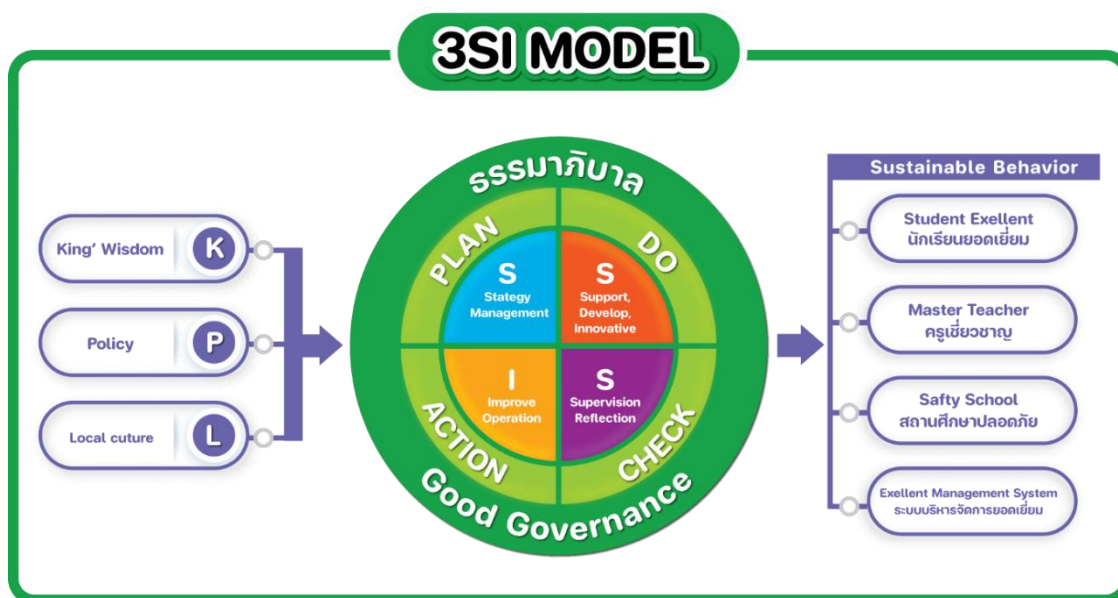 3SI MODEL
King' Wisdom
K
Policy
P
Local cuture
L
ธรรมาภิบาล
PLAN
DO
S
Stategy
Management
S
Support,
Develop,
Innovative
I
Improve
Operation
S
Supervision
Reflection
ACTION
CHECK
Good Governance
Sustainable Behavior
Student Exellent
นักเรียนยอดเยี่ยม
Master Teacher
ครูเชี่ยวชาญ
Safty School
สถานศึกษาปลอดภัย
Exellent Management System
ระบบบริหารจัดการยอดเยี่ยม